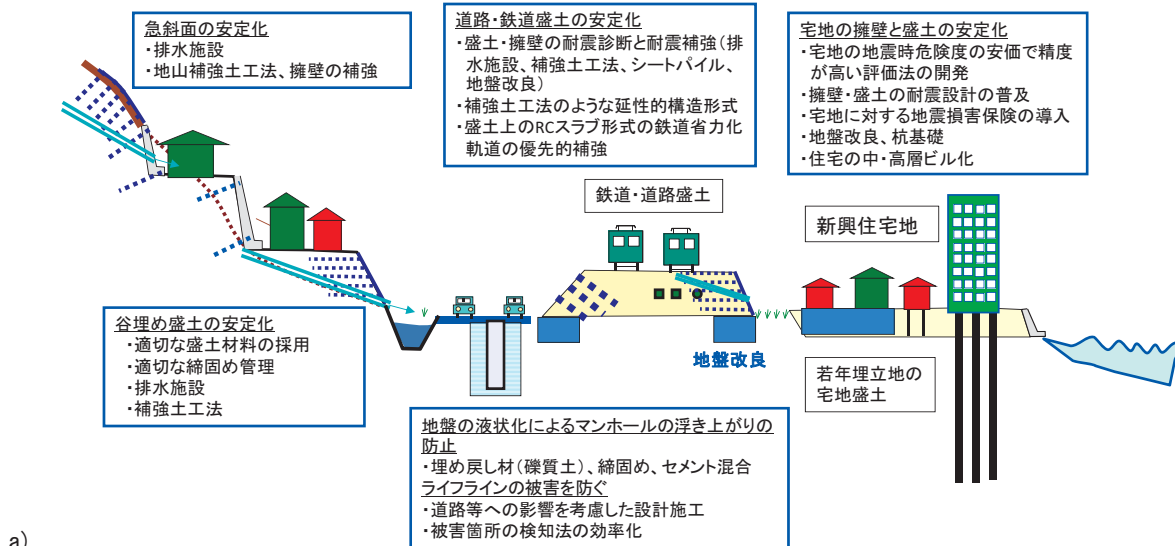 急斜面の安定化
・排水施設
・地山補強土工法、擁壁の補強
道路・鉄道盛土の安定化
・盛土・擁壁の耐震診断と耐震補強(排
水施設、補強土工法、シートパイル、
地盤改良)
・補強土工法のような延性的構造形式
・盛土上のRCスラブ形式の鉄道省力化
軌道の優先的補強
宅地の擁壁と盛土の安定化
・宅地の地震時危険度の安価で精度
が高い評価法の開発
・擁壁・盛土の耐震設計の普及
・宅地に対する地震損害保険の導入
・地盤改良、杭基礎
・住宅の中・高層ビル化
鉄道・道路盛土
新興住宅地
谷埋め盛土の安定化
・適切な盛土材料の採用
・適切な締固め管理
・排水施設
・補強土工法
地盤改良
若年埋立地の
宅地盛土
地盤の液状化によるマンホールの浮き上がりの
防止
・埋め戻し材(礫質土)、締固め、セメント混合
ライフラインの被害を防ぐ
・道路等への影響を考慮した設計施工
・被害箇所の検知法の効率化
a)